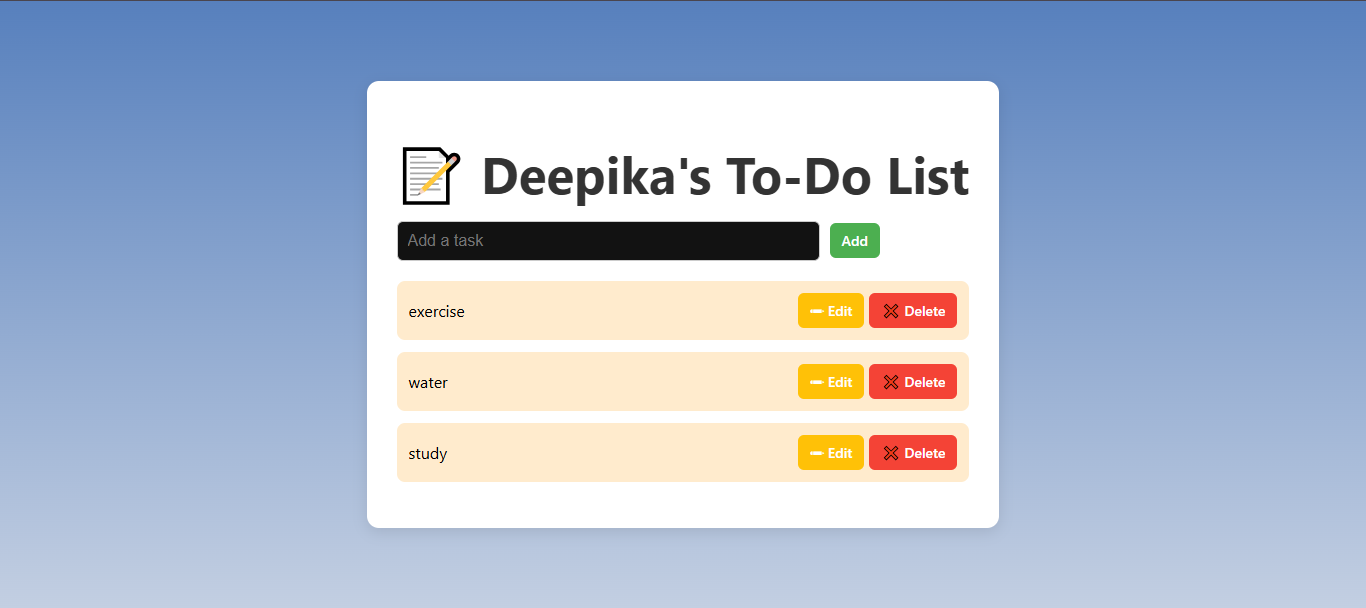 📝 Deepika's To-Do List
Add a task Add
exercise ✏ Edit ❌ Delete
water ✏ Edit ❌ Delete
study ✏ Edit ❌ Delete